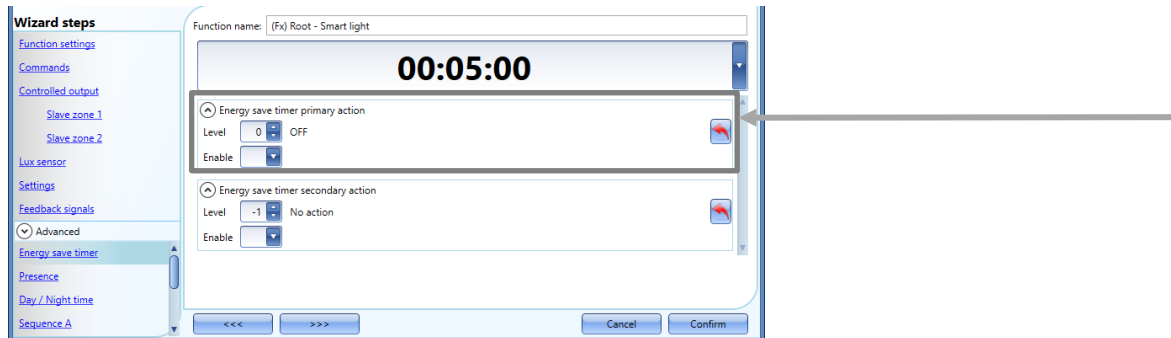 Wizard steps
Function settings
Commands
Controlled output
Slave zone 1
Slave zone 2
Lux sensor
Settings
Feedback signals
Advanced
Energy save timer
Presence
Day / Night time
Sequence A
Function name: (Fx) Root - Smart light
00:05:00
Energy save timer primary action
Level 0 OFF
Enable
Energy save timer secondary action
Level -1 No action
Enable
<<< >>> Cancel Confirm